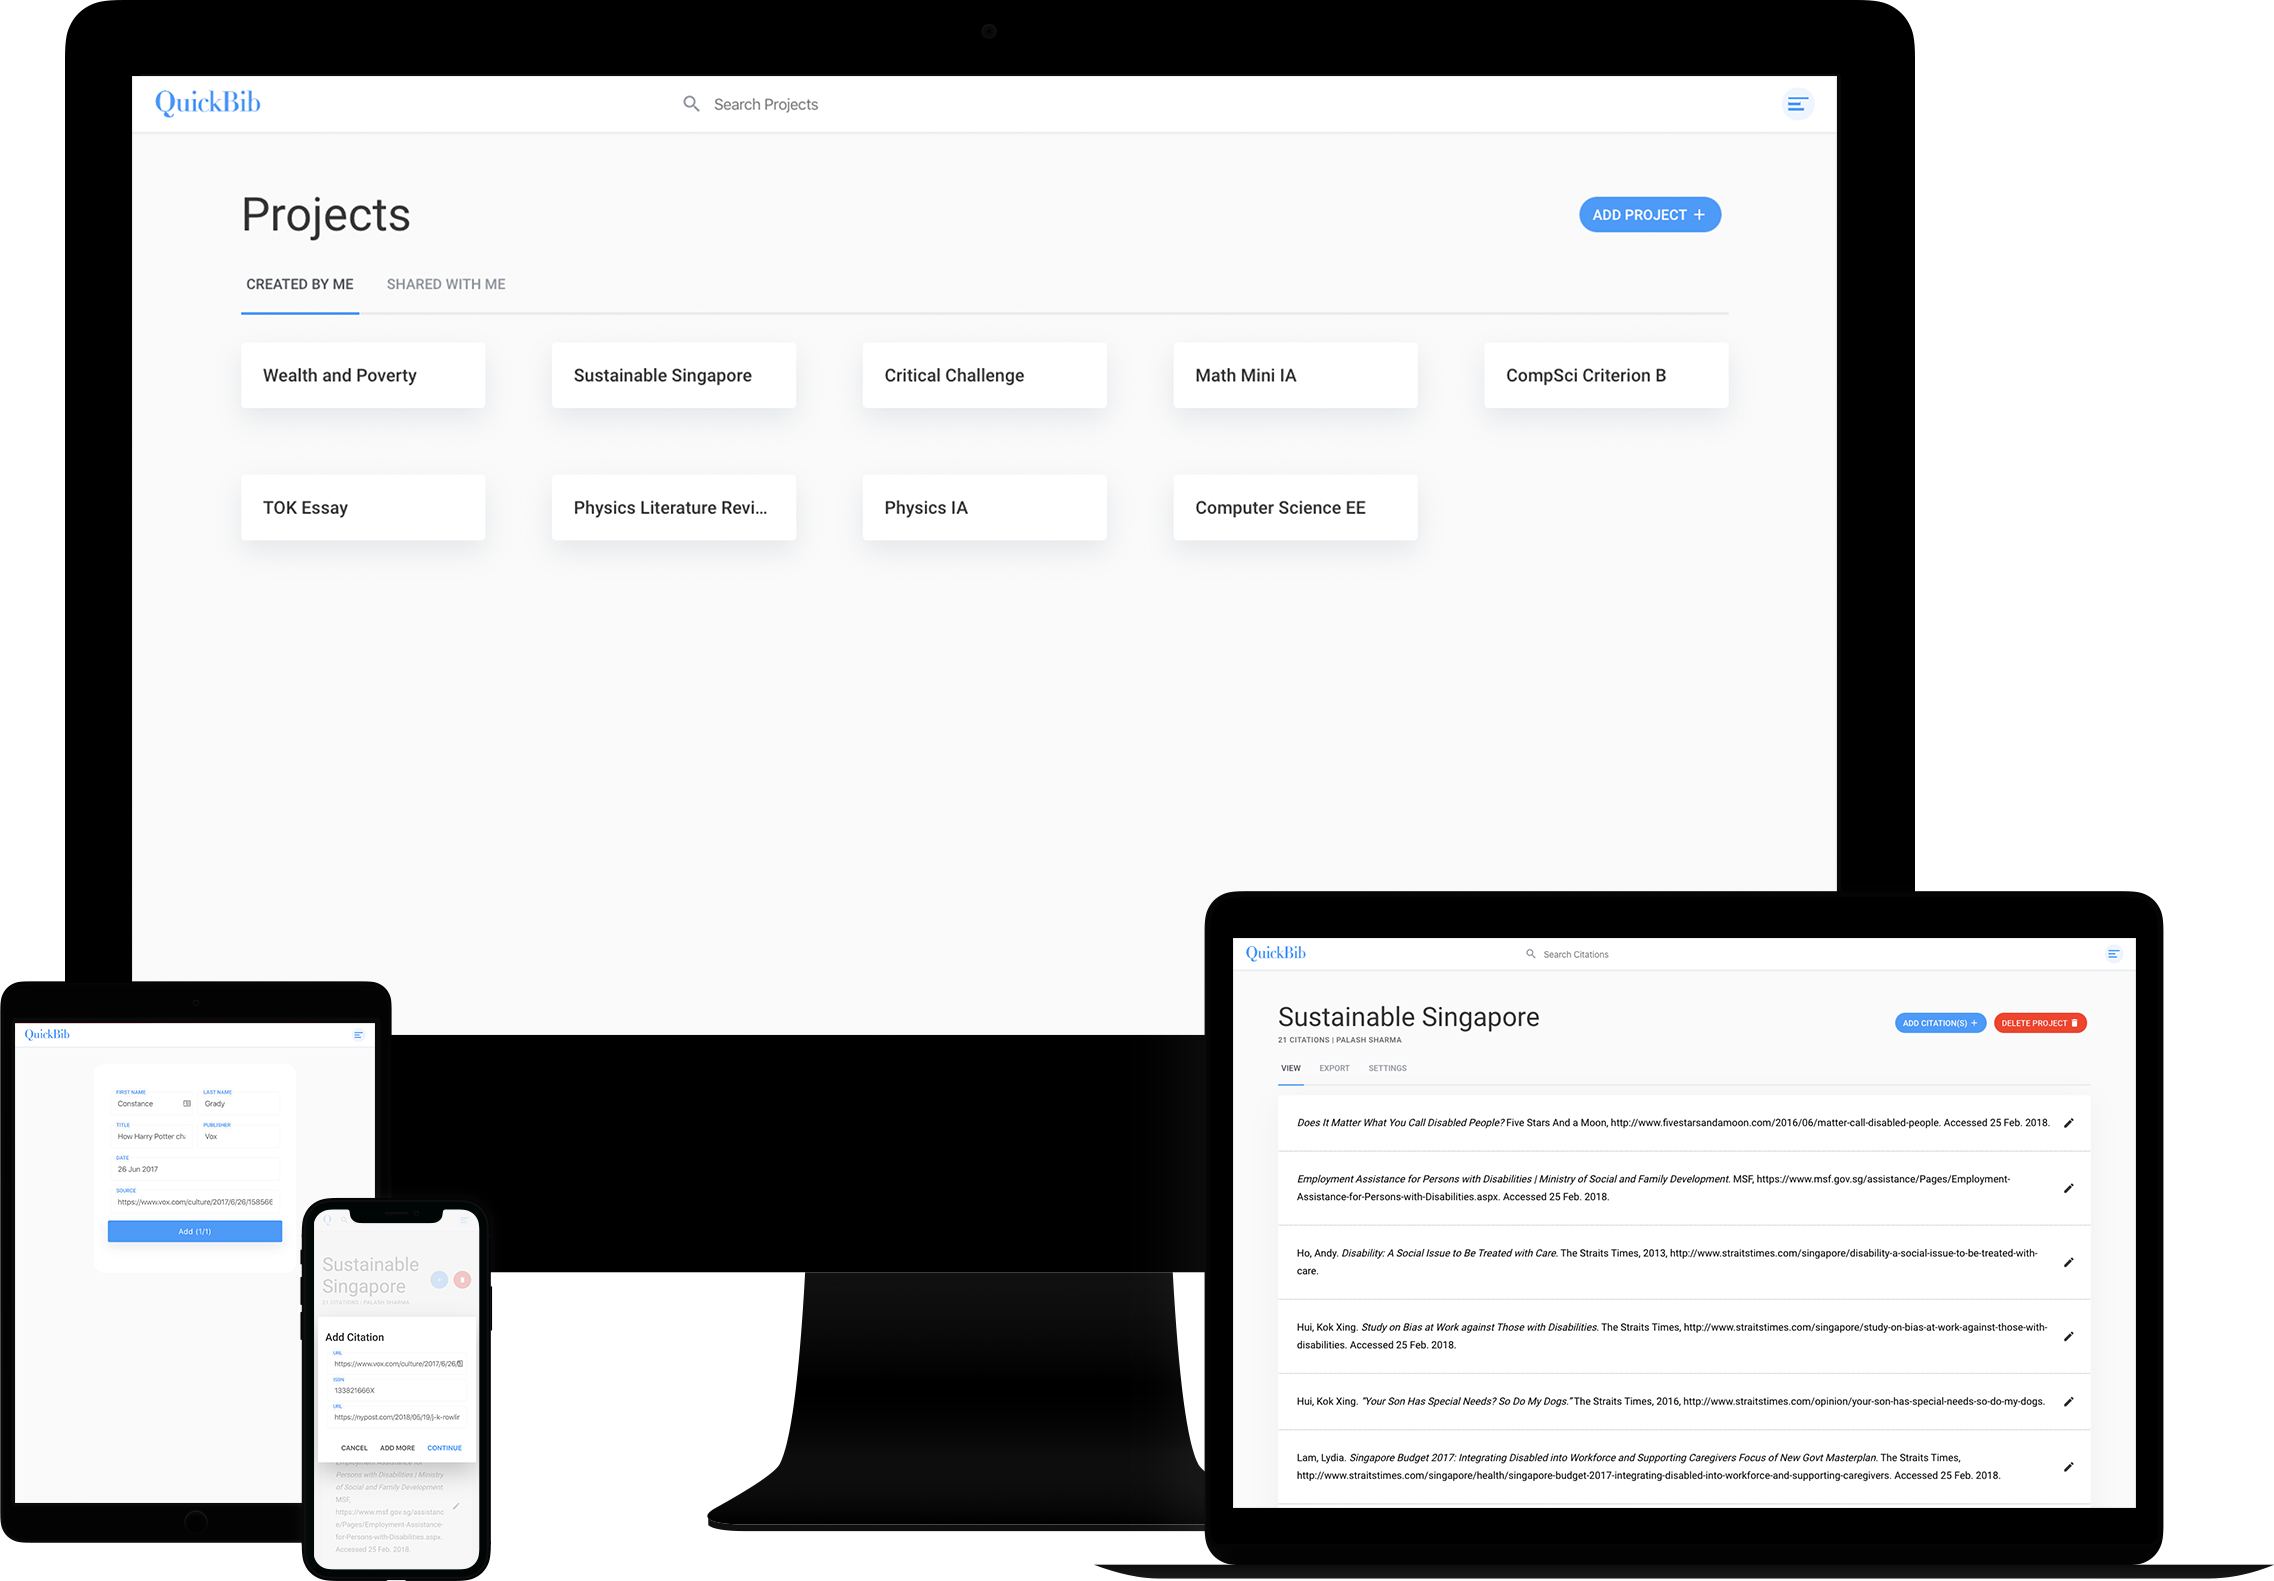 QuickBib
Search Projects
Projects
ADD PROJECT +
CREATED BY ME
SHARED WITH ME
Wealth and Poverty
Sustainable Singapore
Critical Challenge
Math Mini IA
CompSci Criterion B
TOK Essay
Physics Literature Revi...
Physics IA
Computer Science EE
QuickBib
FIRST NAME
Constance
LAST NAME
Grady
TITLE
How Harry Potter cha
PUBLISHER
Vox
DATE
26 Jun 2017
SOURCE
https://www.vox.com/culture/2017/6/26/158566
Add (1/1)
Q
Sustainable
Singapore
21 CITATIONS | PALASH SHARMA
Add Citation
URL
https://www.vox.com/culture/2017/6/26/
ISBN
133821666X
URL
https://nypost.com/2018/05/19/j-k-rowlin
CANCEL
ADD MORE
CONTINUE
Employment Assistance for
Persons with Disabilities | Ministry
of Social and Family Development.
MSF,
https://www.msf.gov.sg/assistanc
e/Pages/Employment-Assistance-
for-Persons-with-Disabilities.aspx.
Accessed 25 Feb. 2018.
QuickBib
Search Citations
Sustainable Singapore
21 CITATIONS | PALASH SHARMA
ADD CITATION(S) +
DELETE PROJECT
VIEW
EXPORT
SETTINGS
Does It Matter What You Call Disabled People? Five Stars And a Moon, http://www.fivestarsandamoon.com/2016/06/matter-call-disabled-people. Accessed 25 Feb. 2018.
Employment Assistance for Persons with Disabilities | Ministry of Social and Family Development. MSF, https://www.msf.gov.sg/assistance/Pages/Employment-
Assistance-for-Persons-with-Disabilities.aspx. Accessed 25 Feb. 2018.
Ho, Andy. Disability: A Social Issue to Be Treated with Care. The Straits Times, 2013, http://www.straitstimes.com/singapore/disability-a-social-issue-to-be-treated-with-
care.
Hui, Kok Xing. Study on Bias at Work against Those with Disabilities. The Straits Times, http://www.straitstimes.com/singapore/study-on-bias-at-work-against-those-with-
disabilities. Accessed 25 Feb. 2018.
Hui, Kok Xing. “Your Son Has Special Needs? So Do My Dogs.” The Straits Times, 2016, http://www.straitstimes.com/opinion/your-son-has-special-needs-so-do-my-dogs.
Lam, Lydia. Singapore Budget 2017: Integrating Disabled into Workforce and Supporting Caregivers Focus of New Govt Masterplan. The Straits Times,
http://www.straitstimes.com/singapore/health/singapore-budget-2017-integrating-disabled-into-workforce-and-supporting-caregivers. Accessed 25 Feb. 2018.